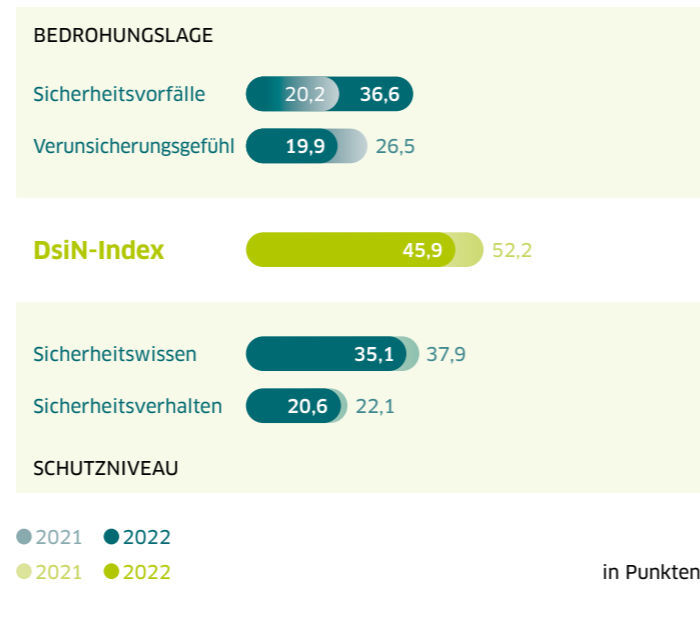 BEDROHUNGSLAGE
Sicherheitsvorfälle 20,2 36,6
Verunsicherungsgefühl 19,9 26,5
DsiN-Index 45,9 52,2
Sicherheitswissen 35,1 37,9
Sicherheitsverhalten 20,6 22,1
SCHUTZNIVEAU
2021 2022
2021 2022 in Punkten